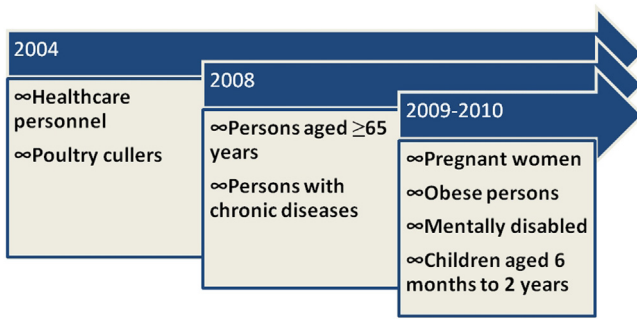 2004
∞Healthcare
personnel
∞Poultry cullers
2008
∞Persons aged ≥65
years
∞Persons with
chronic diseases
2009-2010
∞Pregnant women
∞Obese persons
∞Mentally disabled
∞Children aged 6
months to 2 years